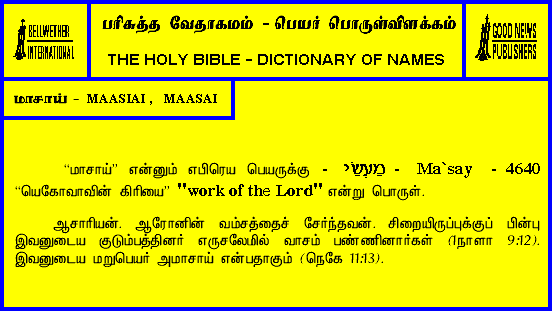 BELLWETHER
INTERNATIONAL
பரிசுத்த வேதாகமம் - பெயர் பொருள்விளக்கம்
THE HOLY BIBLE - DICTIONARY OF NAMES
GOOD NEWS
PUBLISHERS
மாசாய் - MAASIAI , MAASAI
“மாசாய்” என்னும் எபிரெய பெயருக்கு - מַעְשַׂי - Ma`say - 4640
“யெகோவாவின் கிரியை” "work of the Lord" என்று பொருள்.
ஆசாரியன். ஆரோனின் வம்சத்தைச் சேர்ந்தவன். சிறையிருப்புக்குப் பின்பு
இவனுடைய குடும்பத்தினர் எருசலேமில் வாசம் பண்ணினார்கள் (1நாளா 9:12).
இவனுடைய மறுபெயர் அமாசாய் என்பதாகும் (நெகே 11:13).